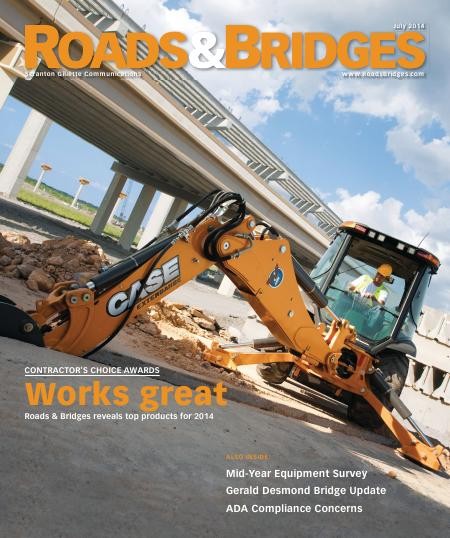 July 2014
ROADS&BRIDGES
Scranton Gillette Communications
www.RoadsBridges.com
CASE
CONTRACTOR'S CHOICE AWARDS
Works great
Roads & Bridges reveals top products for 2014
ALSO INSIDE:
Mid-Year Equipment Survey
Gerald Desmond Bridge Update
ADA Compliance Concerns